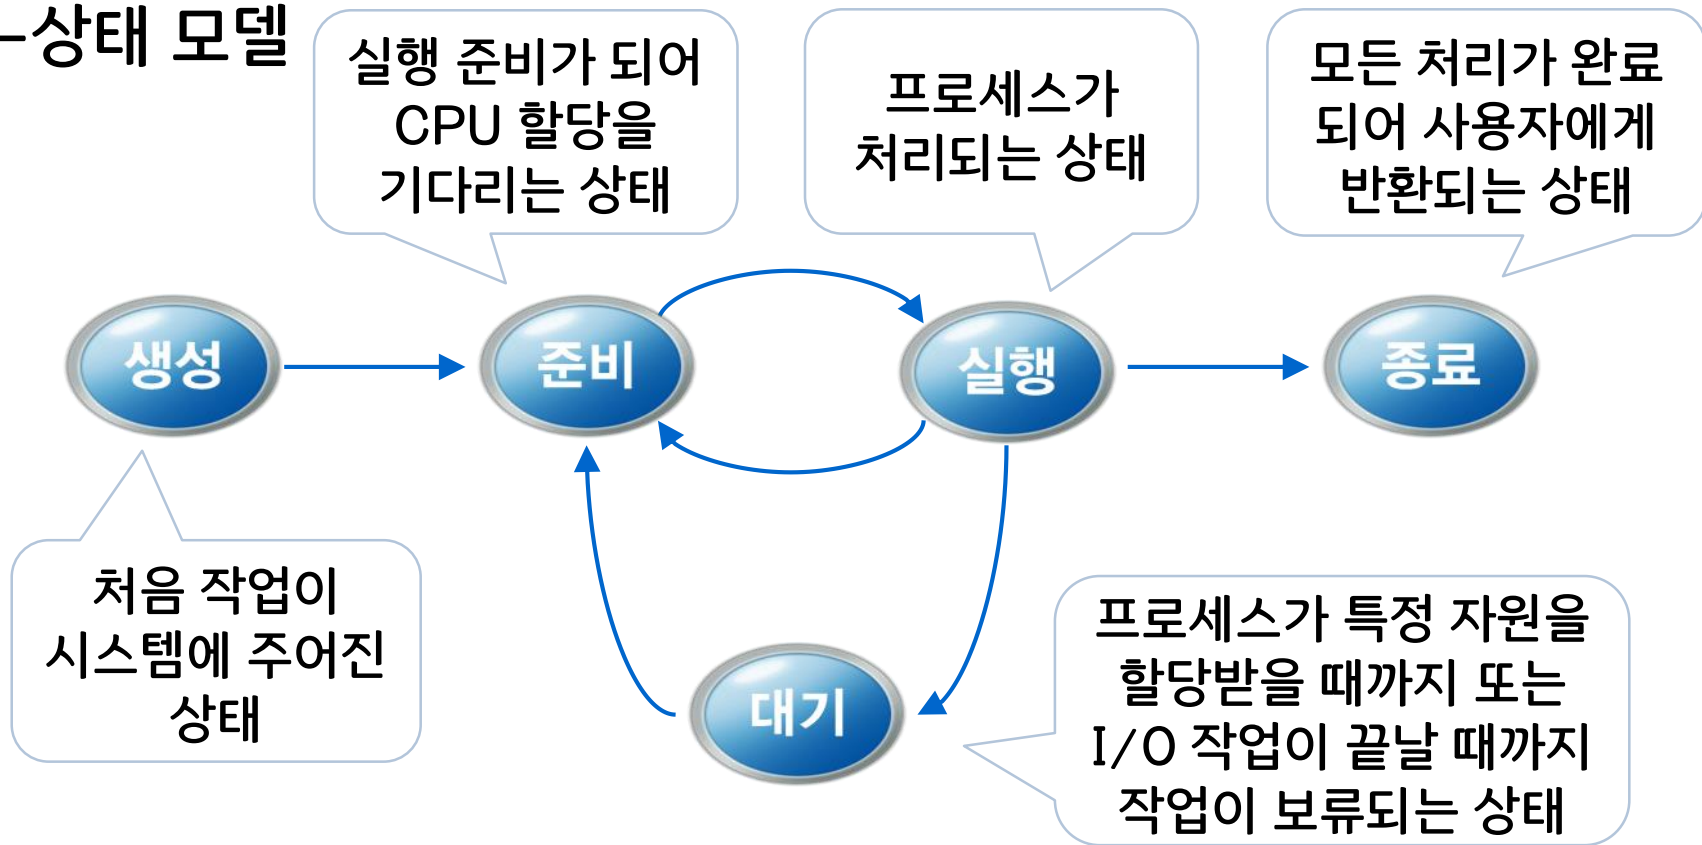 -상태 모델
실행 준비가 되어
CPU 할당을
기다리는 상태
프로세스가
처리되는 상태
모든 처리가 완료
되어 사용자에게
반환되는 상태
생성
준비
실행
종료
처음 작업이
시스템에 주어진
상태
대기
프로세스가 특정 자원을
할당받을 때까지 또는
I/O 작업이 끝날 때까지
작업이 보류되는 상태